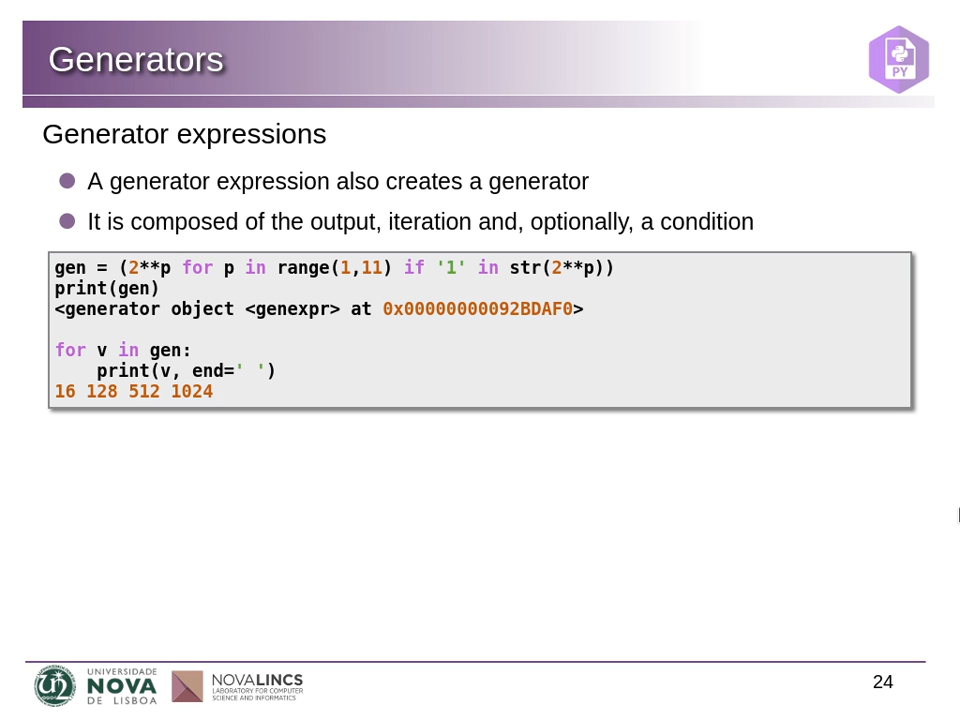 Generators
PY
Generator expressions
A generator expression also creates a generator
It is composed of the output, iteration and, optionally, a condition
gen = (2**p for p in range(1,11) if '1' in str(2**p))
print(gen)
<generator object <genexpr> at 0x00000000092BDAF0>
for v in gen:
    print(v, end=' ')
16 128 512 1024
UNIVERSIDADE
NOVA
DE LISBOA
NOVALINCS
LABORATORY FOR COMPUTER
SCIENCE AND INFORMATICS
24